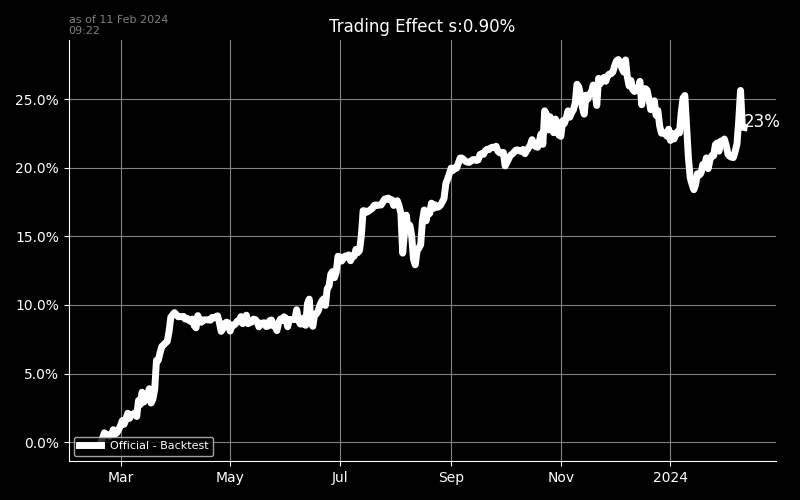 as of 11 Feb 2024
09:22
Trading Effect s:0.90%
25.0%
20.0%
15.0%
10.0%
5.0%
0.0%
23%
Official - Backtest
Mar May Jul Sep Nov 2024